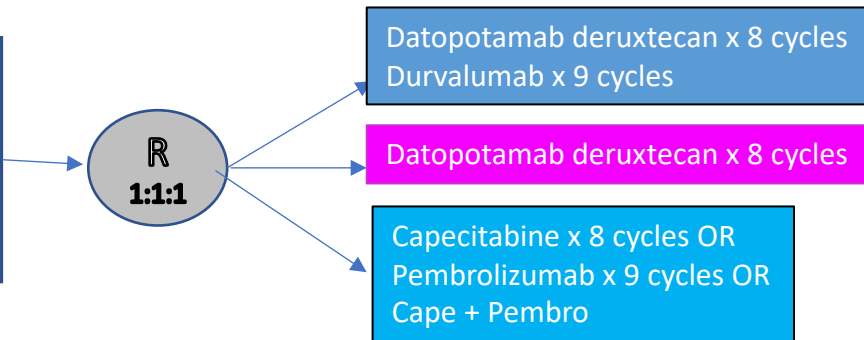 R
1:1:1
Datopotamab deruxtecan x 8 cycles
Durvalumab x 9 cycles
Datopotamab deruxtecan x 8 cycles
Capecitabine x 8 cycles OR
Pembrolizumab x 9 cycles OR
Cape + Pembro